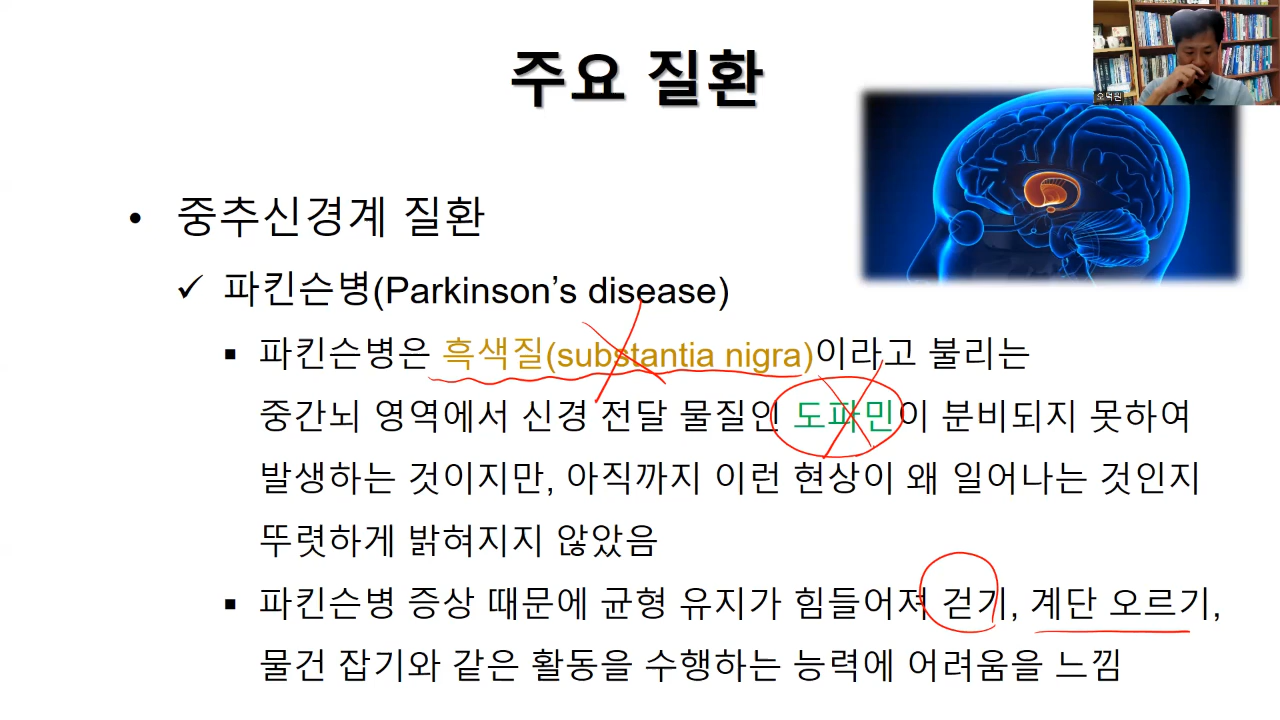 주요 질환
오덕원
• 중추신경계 질환
✓ 파킨슨병(Parkinson’s disease)
▪ 파킨슨병은 흑색질(substantia nigra)이라고 불리는
중간뇌 영역에서 신경 전달 물질인 도파민이 분비되지 못하여
발생하는 것이지만, 아직까지 이런 현상이 왜 일어나는 것인지
뚜렷하게 밝혀지지 않았음
▪ 파킨슨병 증상 때문에 균형 유지가 힘들어져 걷기, 계단 오르기,
물건 잡기와 같은 활동을 수행하는 능력에 어려움을 느낌